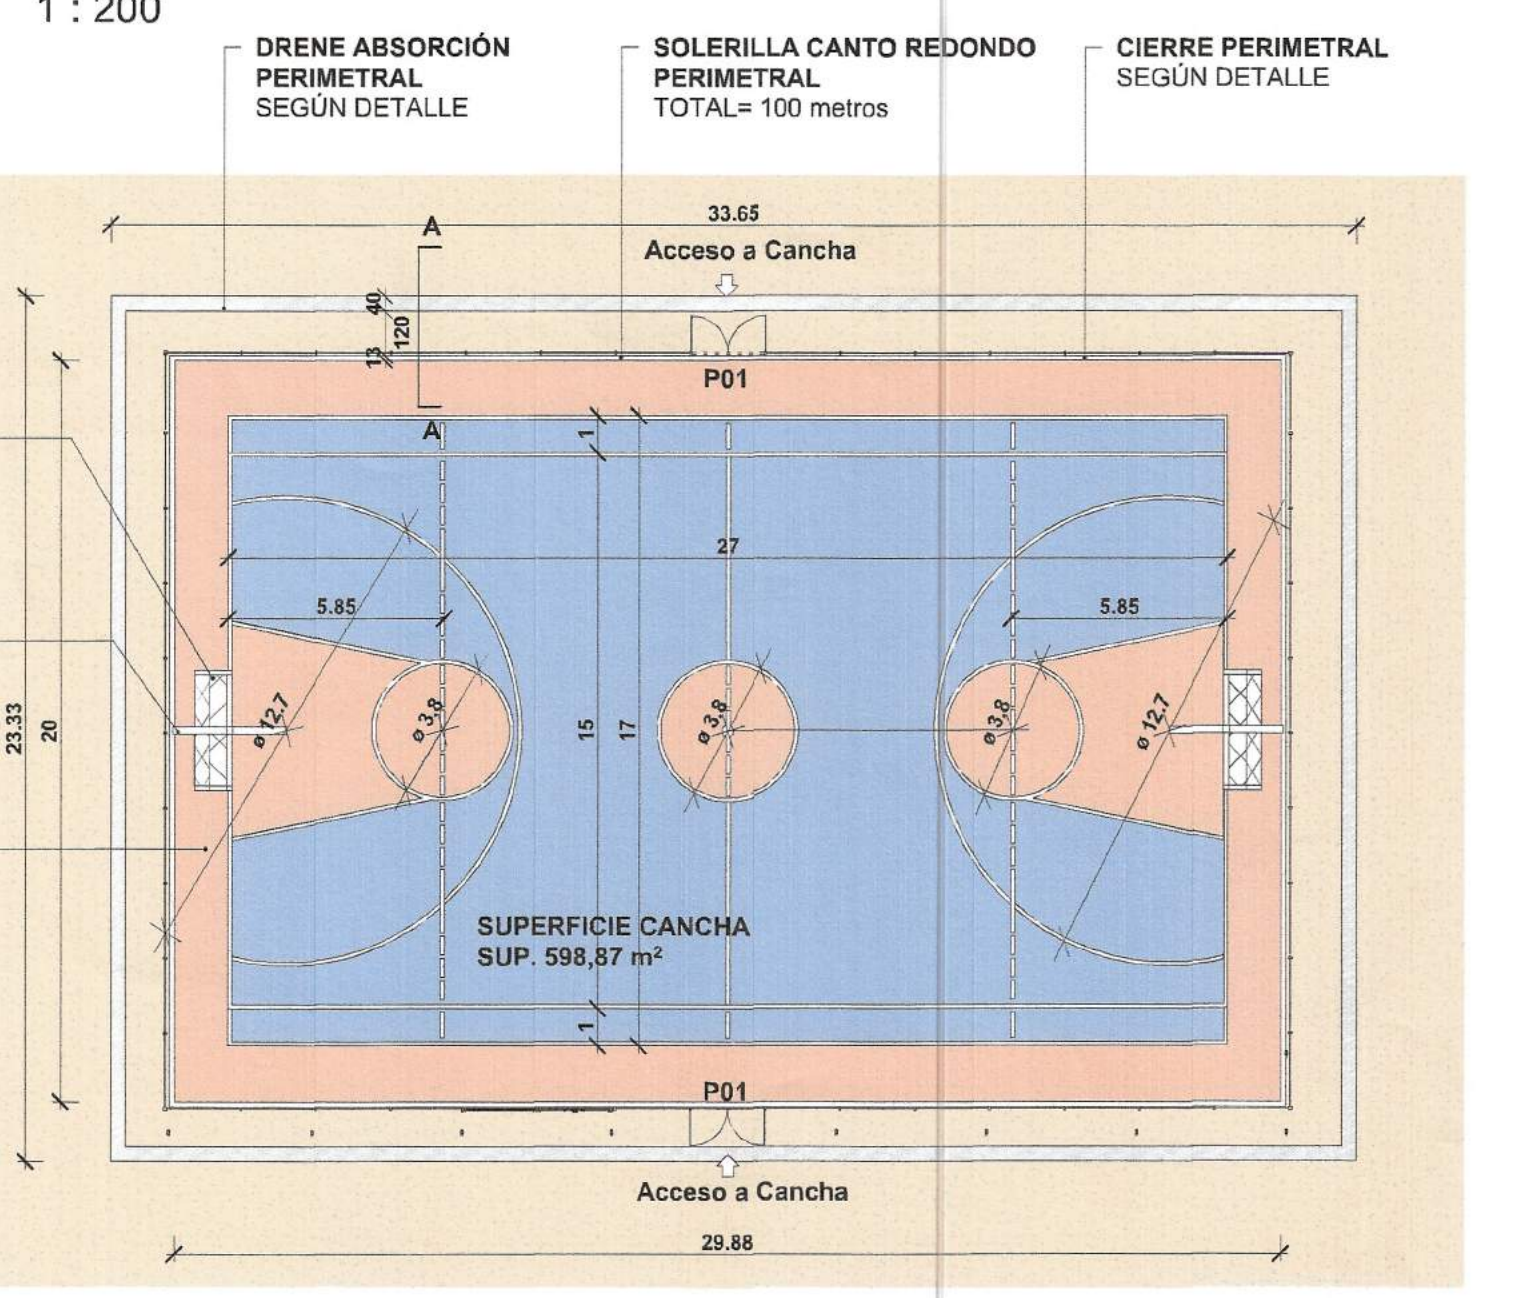 1 : 200
DRENE ABSORCIÓN
PERIMETRAL
SEGÚN DETALLE
SOLERILLA CANTO REDONDO
PERIMETRAL
TOTAL= 100 metros
CIERRE PERIMETRAL
SEGÚN DETALLE
33.65
A
Acceso a Cancha
40
120
13
P01
A
1
27
5.85
5.85
23.33
20
ø 12.7
ø 3.8
15
17
ø 3.8
ø 3.8
ø 12.7
SUPERFICIE CANCHA
SUP. 598,87 m²
1
P01
Acceso a Cancha
29.88